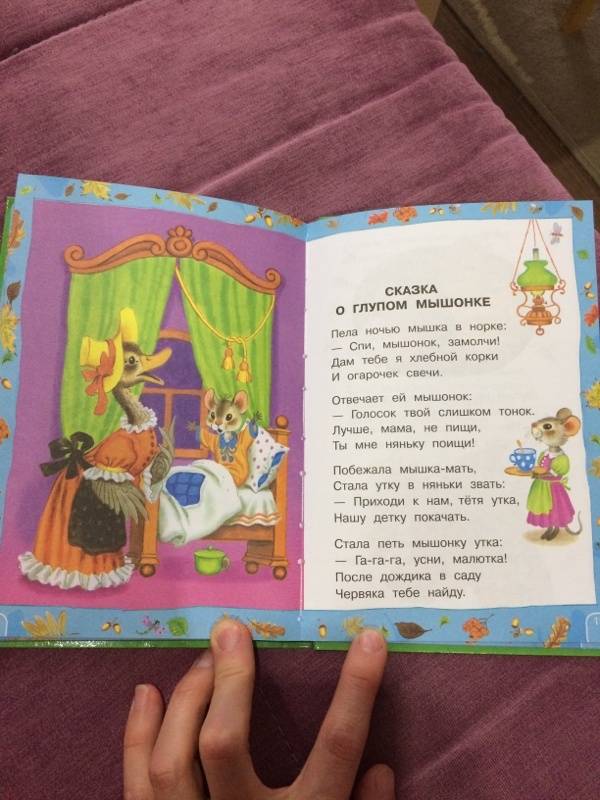 СКАЗКА
О ГЛУПОМ МЫШОНКЕ
Пела ночью мышка в норке:
— Спи, мышонок, замолчи!
Дам тебе я хлебной корки
И огарочек свечи.
Отвечает ей мышонок:
— Голосок твой слишком тонок.
Лучше, мама, не пищи,
Ты мне няньку поищи!
Побежала мышка-мать,
Стала утку в няньки звать:
— Приходи к нам, тётя утка,
Нашу детку покачать.
Стала петь мышонку утка:
— Га-га-га, усни, малютка!
После дождика в саду
Червяка тебе найду.